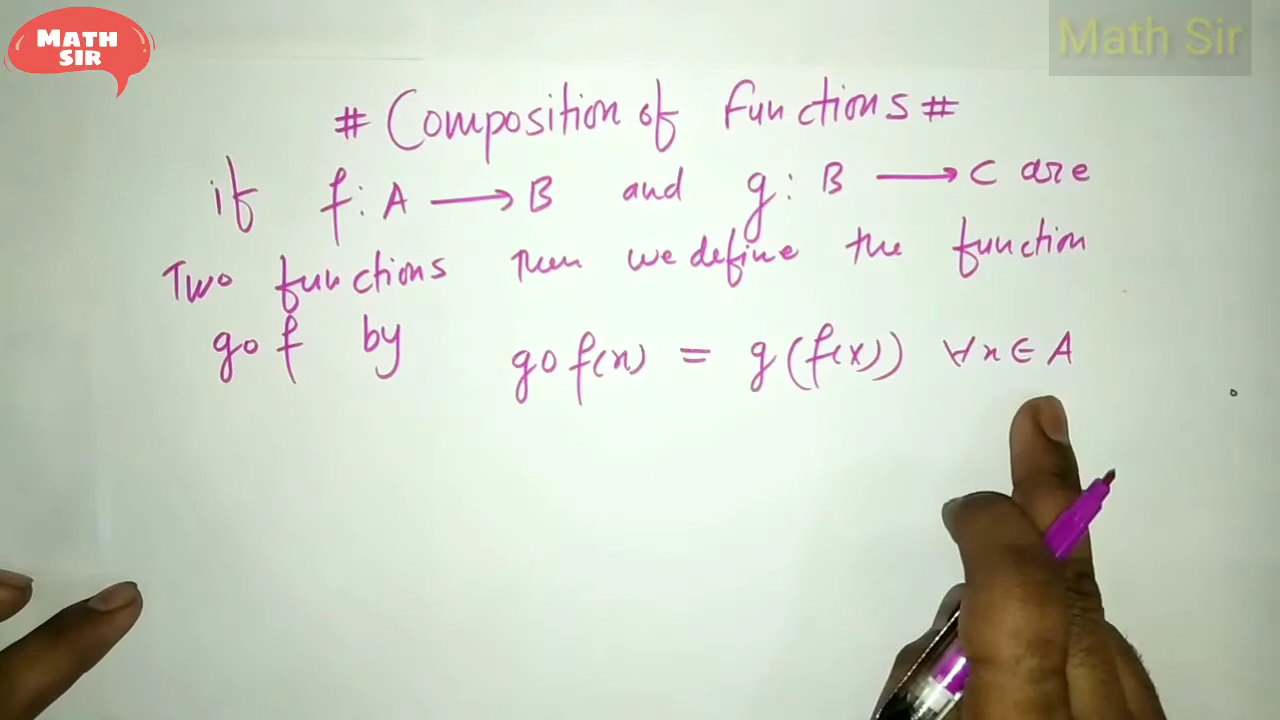 MATH
SIR
Math Sir
# Composition of Functions #
if f: A ⟶ B and g: B ⟶ C are
Two functions Then we define the function
gof by gof(x) = g(f(x)) ∀x ∈ A